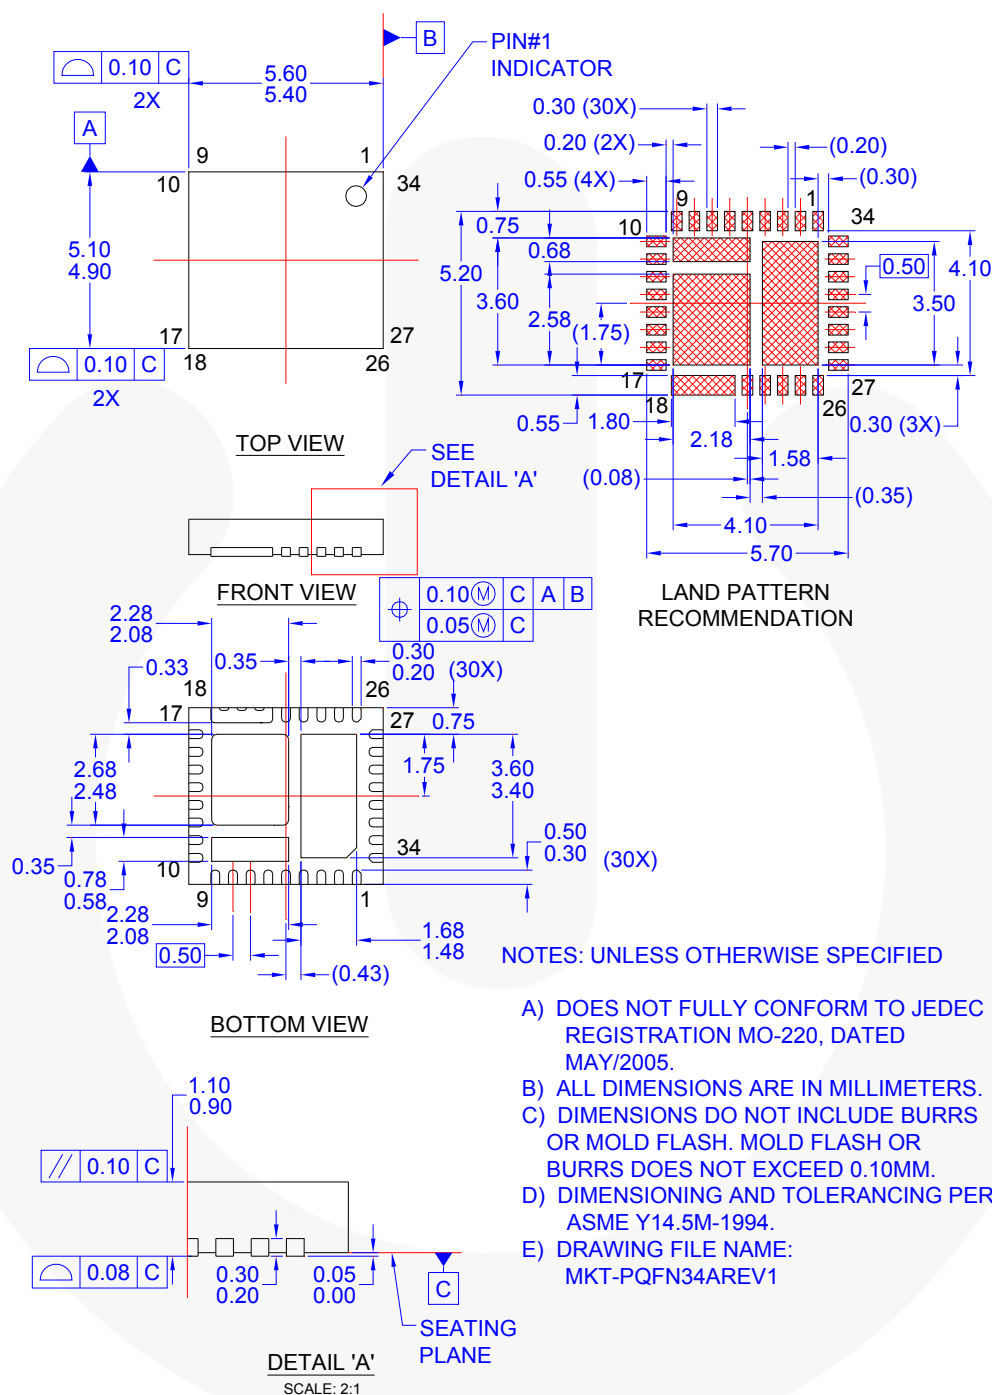 0.10 C
2X
A
5.60
5.40
B
PIN#1
INDICATOR
9
1
10
34
5.10
4.90
17
27
18
26
0.10 C
2X
TOP VIEW
0.30 (30X)
0.20 (2X)
(0.20)
0.55 (4X)
(0.30)
9
1
34
10
0.75
0.68
5.20
3.60
2.58
(1.75)
0.50
4.10
3.50
17
18
27
26
0.55
1.80
0.30 (3X)
2.18
1.58
(0.08)
(0.35)
4.10
5.70
LAND PATTERN
RECOMMENDATION
SEE
DETAIL 'A'
FRONT VIEW
0.10Ⓜ C A B
0.05Ⓜ C
2.28
2.08
0.33
0.35
0.30
0.20 (30X)
18
26
17
27
0.75
2.68
2.48
1.75
3.60
3.40
0.35
0.50
0.30 (30X)
34
10
0.78
0.58
9
1
2.28
2.08
0.50
1.68
1.48
(0.43)
BOTTOM VIEW
NOTES: UNLESS OTHERWISE SPECIFIED
A) DOES NOT FULLY CONFORM TO JEDEC
REGISTRATION MO-220, DATED
MAY/2005.
B) ALL DIMENSIONS ARE IN MILLIMETERS.
C) DIMENSIONS DO NOT INCLUDE BURRS
OR MOLD FLASH. MOLD FLASH OR
BURRS DOES NOT EXCEED 0.10MM.
D) DIMENSIONING AND TOLERANCING PER
ASME Y14.5M-1994.
E) DRAWING FILE NAME:
MKT-PQFN34AREV1
1.10
0.90
// 0.10 C
0.08 C
0.30
0.20
0.05
0.00
C
SEATING
PLANE
DETAIL 'A'
SCALE: 2:1